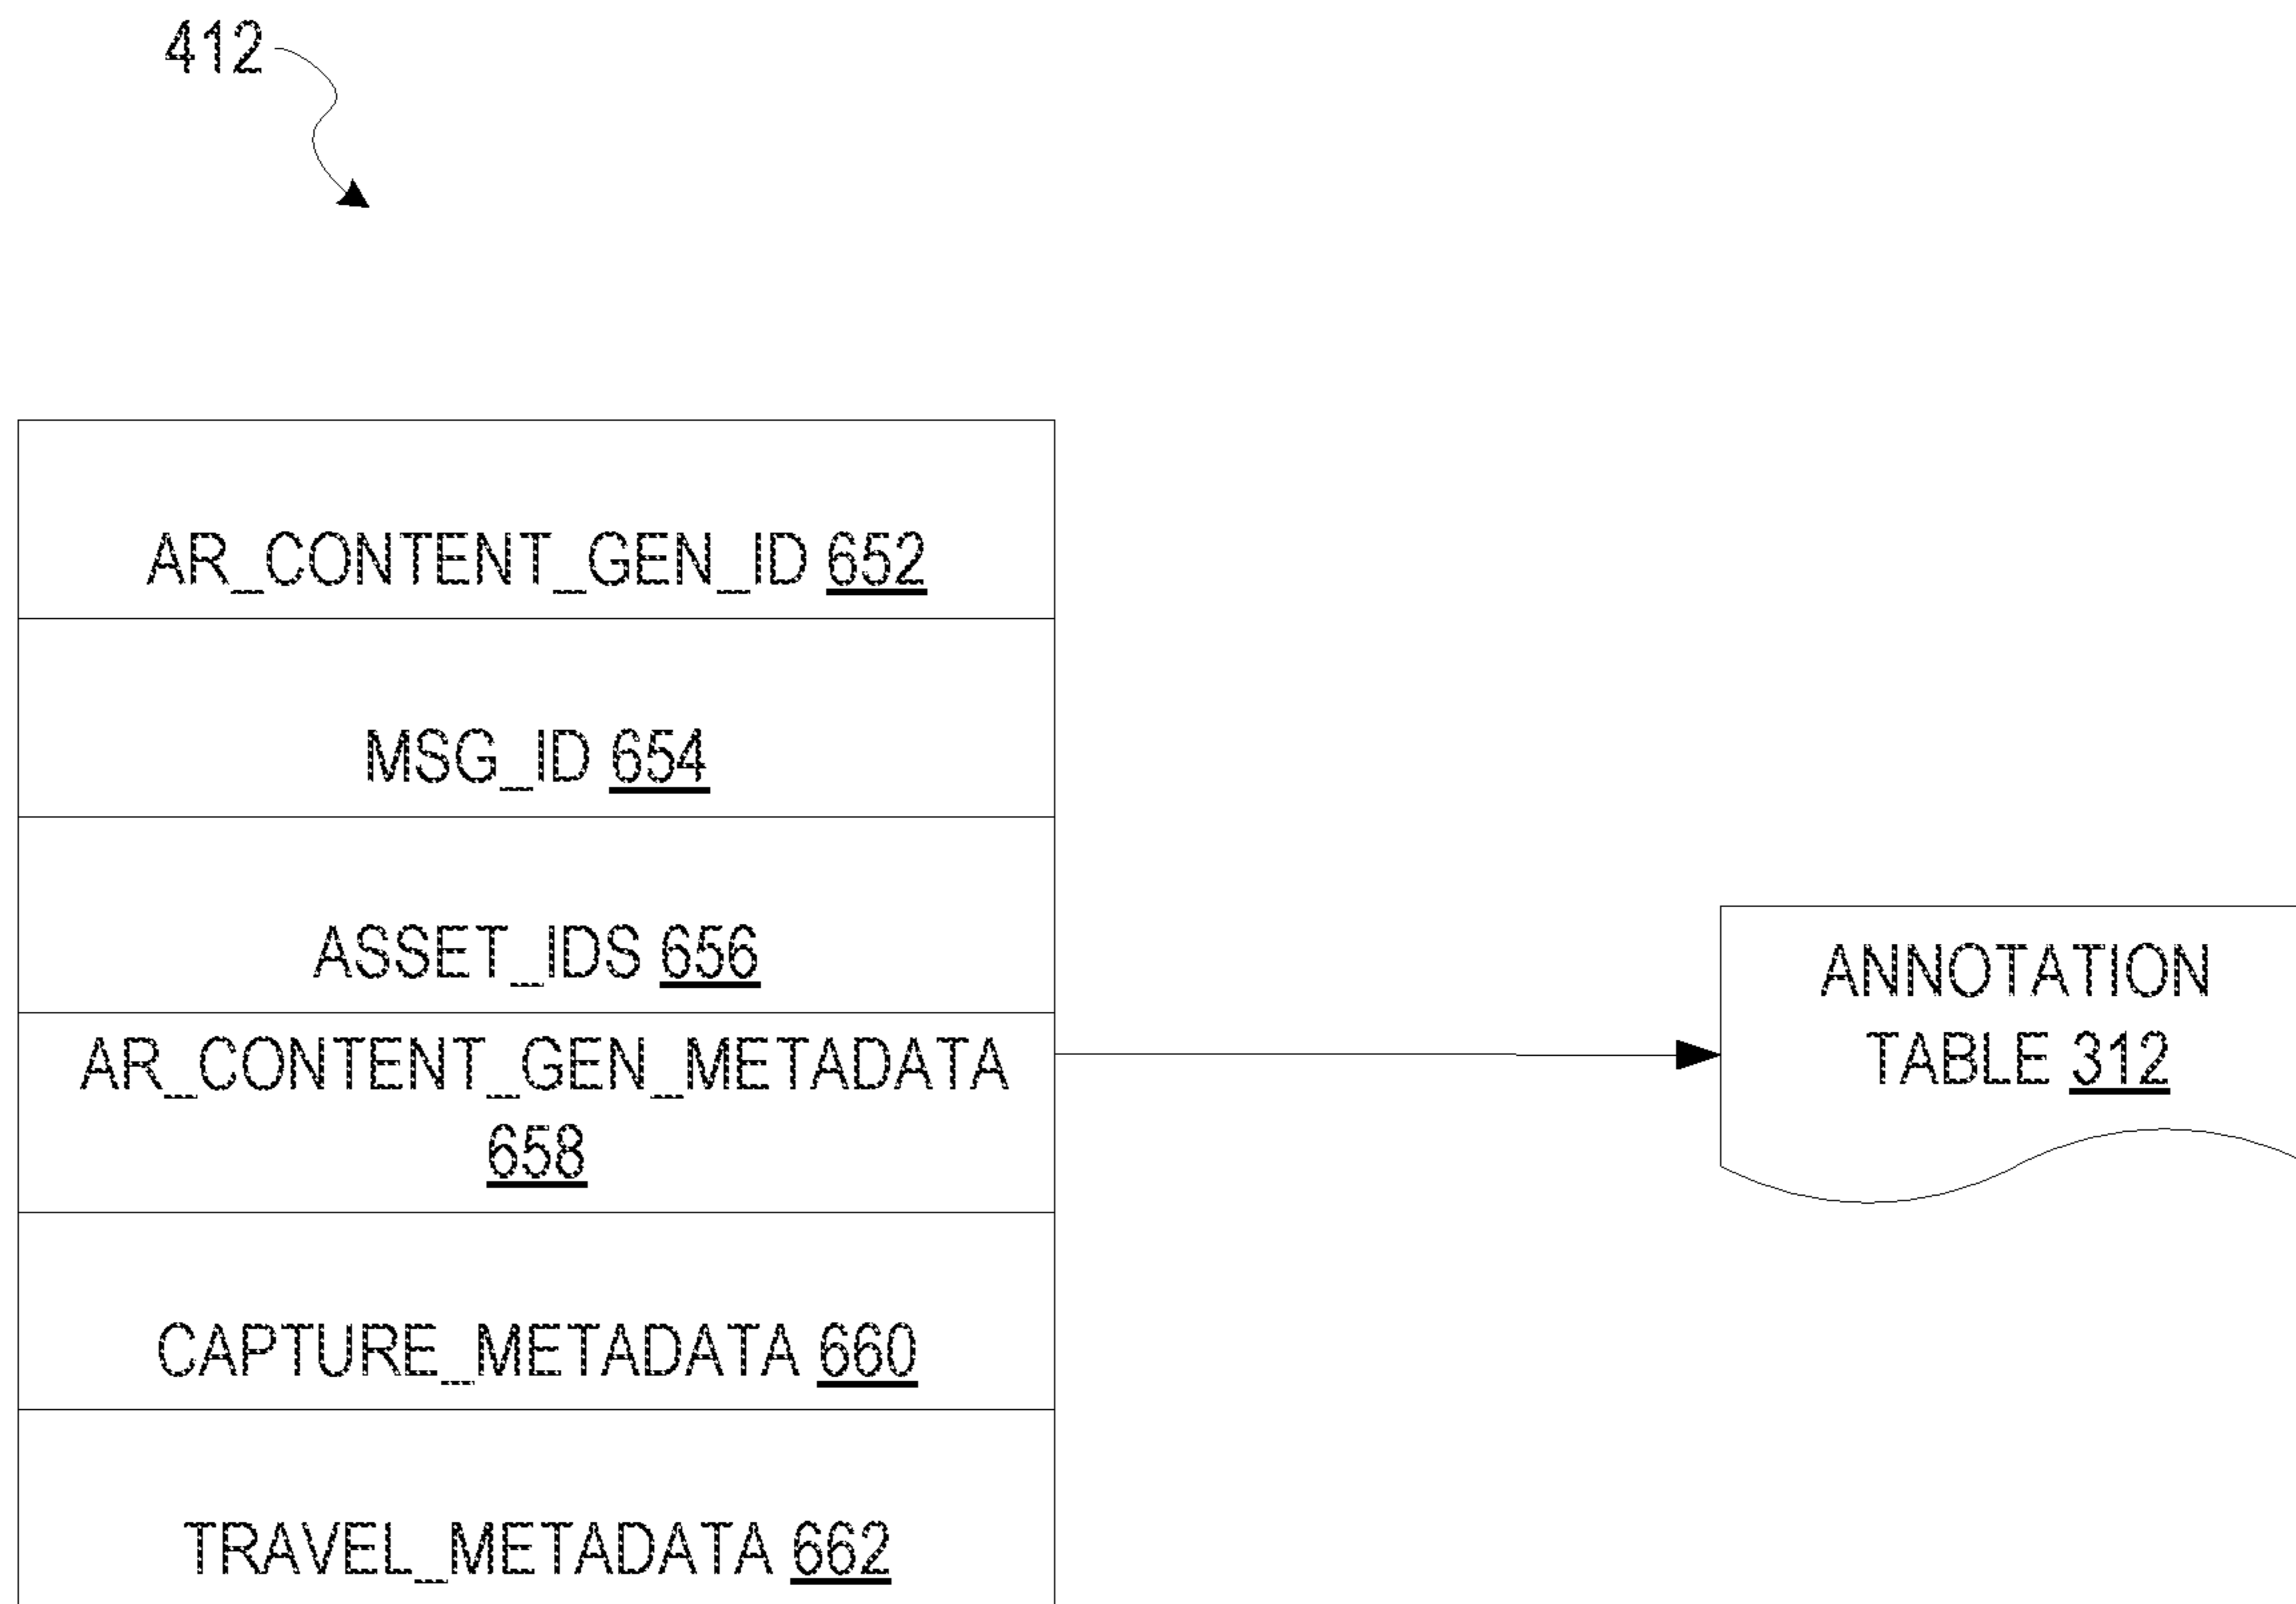 412
AR_CONTENT_GEN_ID 652
MSG_ID 654
ASSET_IDS 656
AR_CONTENT_GEN_METADATA
658
ANNOTATION
TABLE 312
CAPTURE_METADATA 660
TRAVEL_METADATA 662